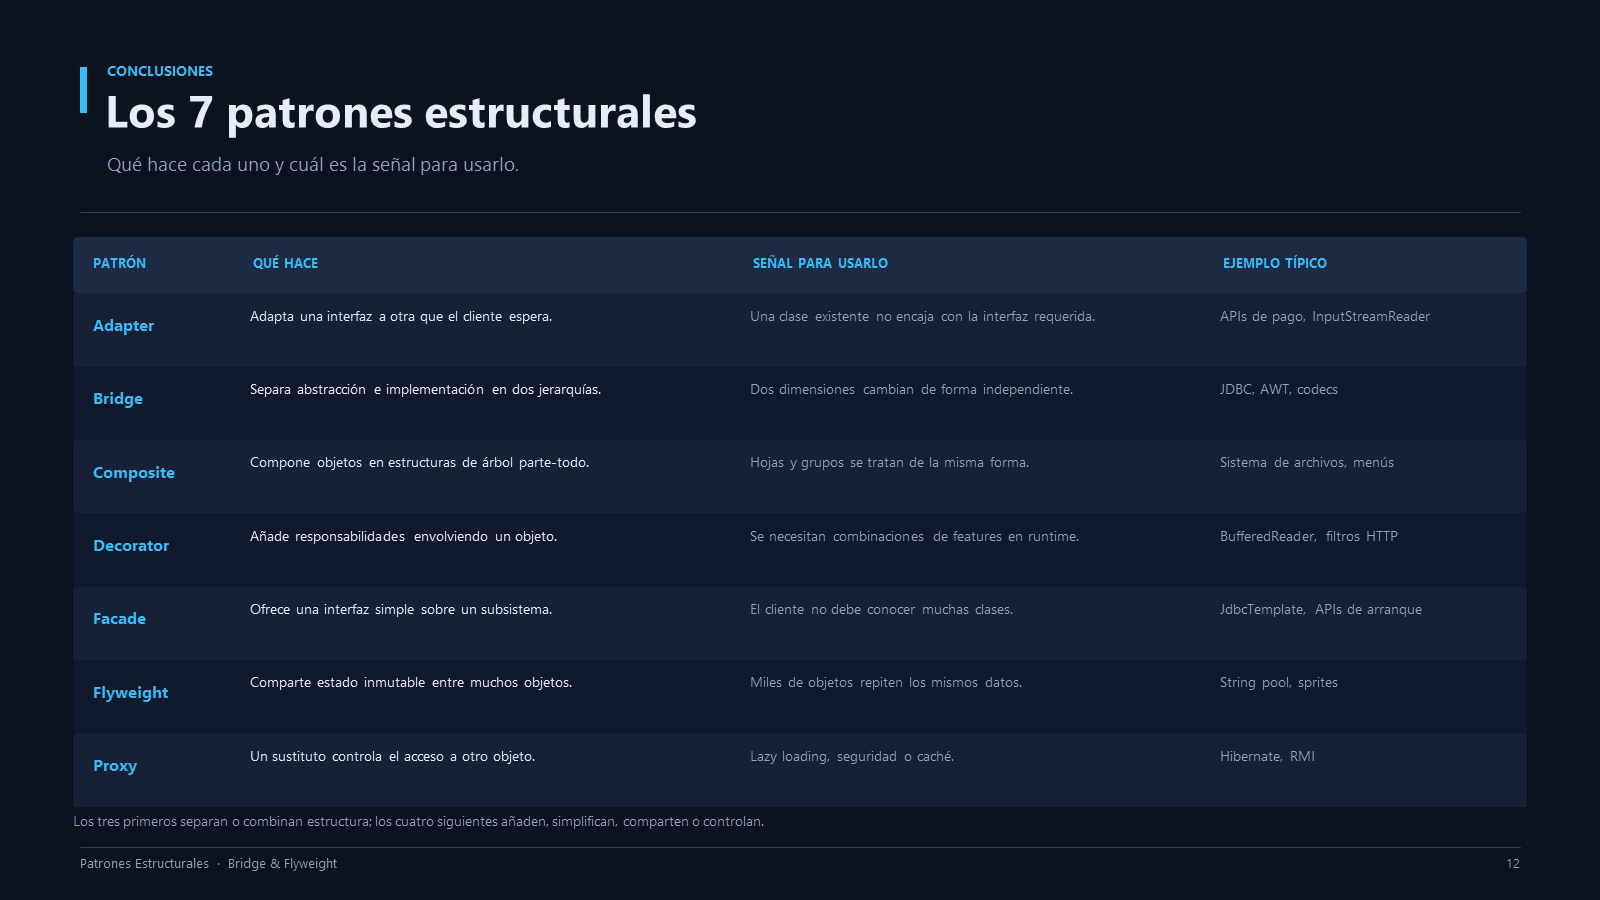 CONCLUSIONES
Los 7 patrones estructurales
Qué hace cada uno y cuál es la señal para usarlo.
PATRÓN QUÉ HACE SEÑAL PARA USARLO EJEMPLO TÍPICO
Adapter Adapta una interfaz a otra que el cliente espera. Una clase existente no encaja con la interfaz requerida. APIs de pago, InputStreamReader
Bridge Separa abstracción e implementación en dos jerarquías. Dos dimensiones cambian de forma independiente. JDBC, AWT, codecs
Composite Compone objetos en estructuras de árbol parte-todo. Hojas y grupos se tratan de la misma forma. Sistema de archivos, menús
Decorator Añade responsabilidades envolviendo un objeto. Se necesitan combinaciones de features en runtime. BufferedReader, filtros HTTP
Facade Ofrece una interfaz simple sobre un subsistema. El cliente no debe conocer muchas clases. JdbcTemplate, APIs de arranque
Flyweight Comparte estado inmutable entre muchos objetos. Miles de objetos repiten los mismos datos. String pool, sprites
Proxy Un sustituto controla el acceso a otro objeto. Lazy loading, seguridad o caché. Hibernate, RMI
Los tres primeros separan o combinan estructura; los cuatro siguientes añaden, simplifican, comparten o controlan.
Patrones Estructurales · Bridge & Flyweight 12